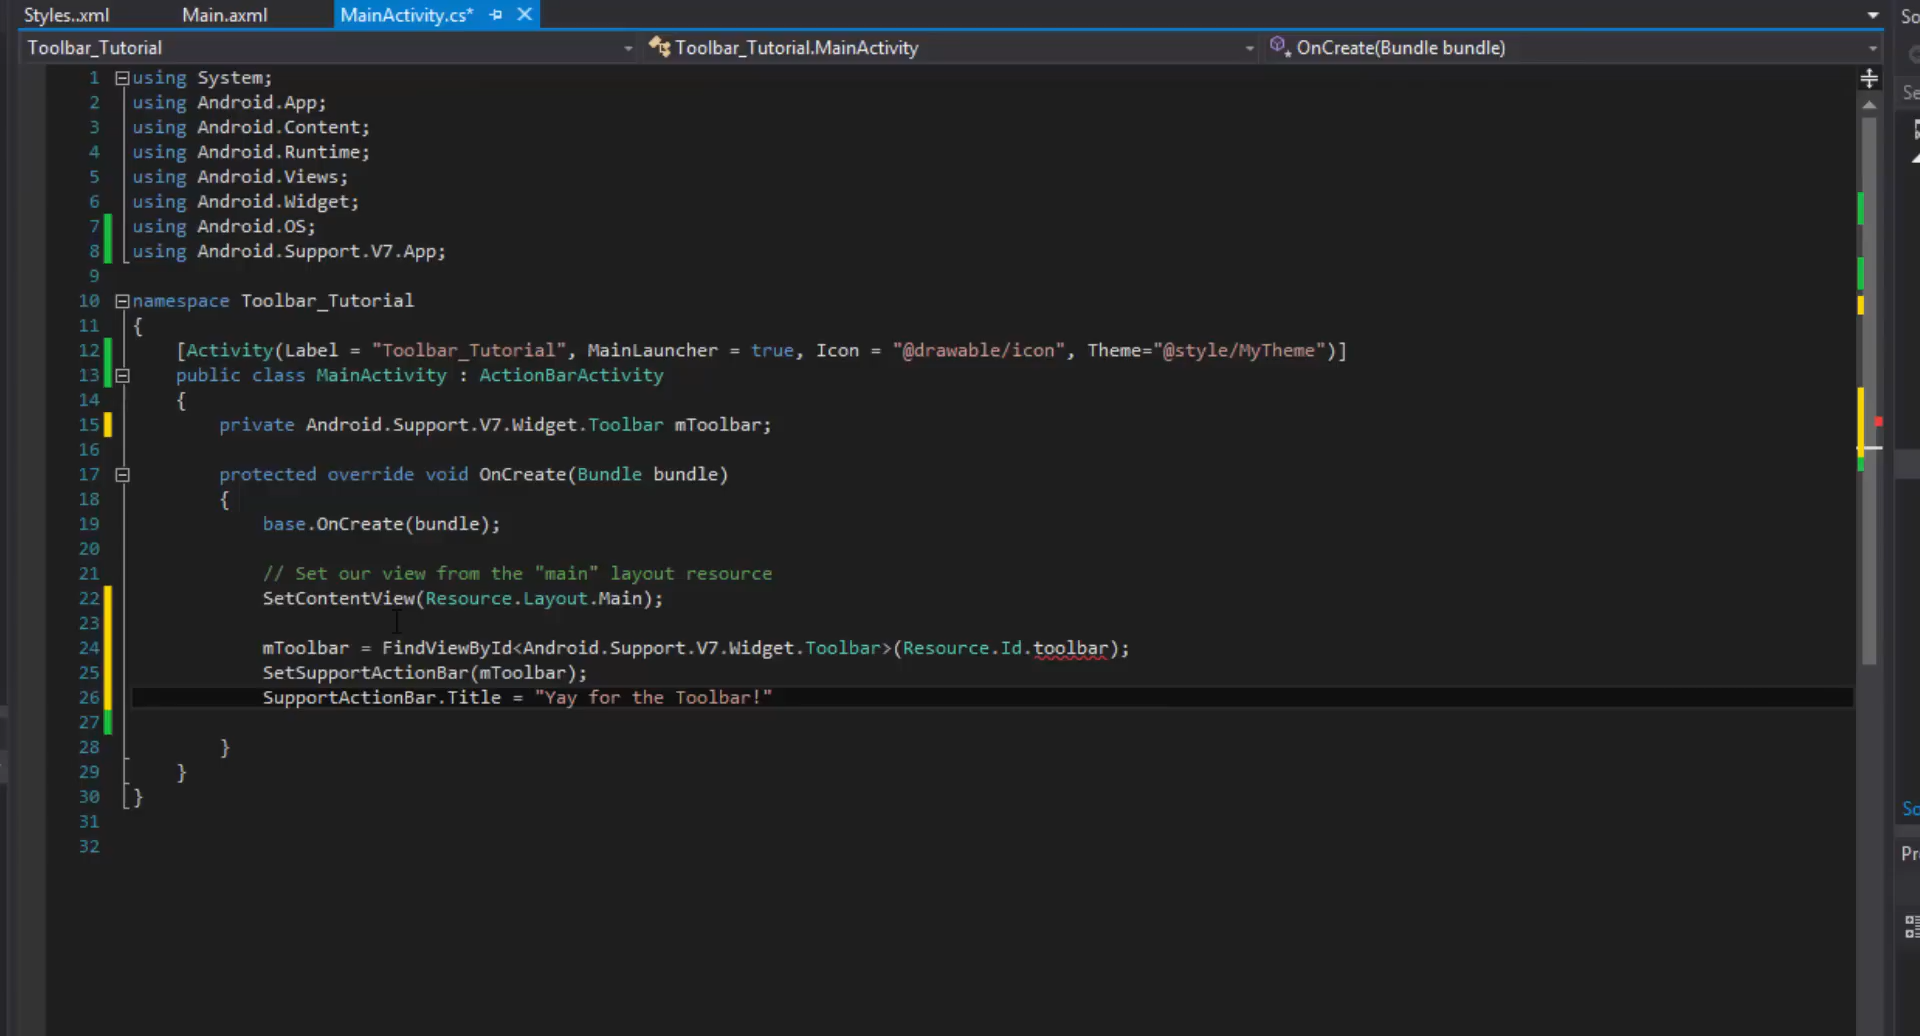 Styles..xml Main.axml MainActivity.cs*
Toolbar_Tutorial Toolbar_Tutorial.MainActivity OnCreate(Bundle bundle)
1 using System;
2 using Android.App;
3 using Android.Content;
4 using Android.Runtime;
5 using Android.Views;
6 using Android.Widget;
7 using Android.OS;
8 using Android.Support.V7.App;
9
10 namespace Toolbar_Tutorial
11 {
12 [Activity(Label = "Toolbar_Tutorial", MainLauncher = true, Icon = "@drawable/icon", Theme="@style/MyTheme")]
13 public class MainActivity : ActionBarActivity
14 {
15 private Android.Support.V7.Widget.Toolbar mToolbar;
16
17 protected override void OnCreate(Bundle bundle)
18 {
19 base.OnCreate(bundle);
20
21 // Set our view from the "main" layout resource
22 SetContentView(Resource.Layout.Main);
23
24 mToolbar = FindViewById<Android.Support.V7.Widget.Toolbar>(Resource.Id.toolbar);
25 SetSupportActionBar(mToolbar);
26 SupportActionBar.Title = "Yay for the Toolbar!"
27
28 }
29 }
30 }
31
32